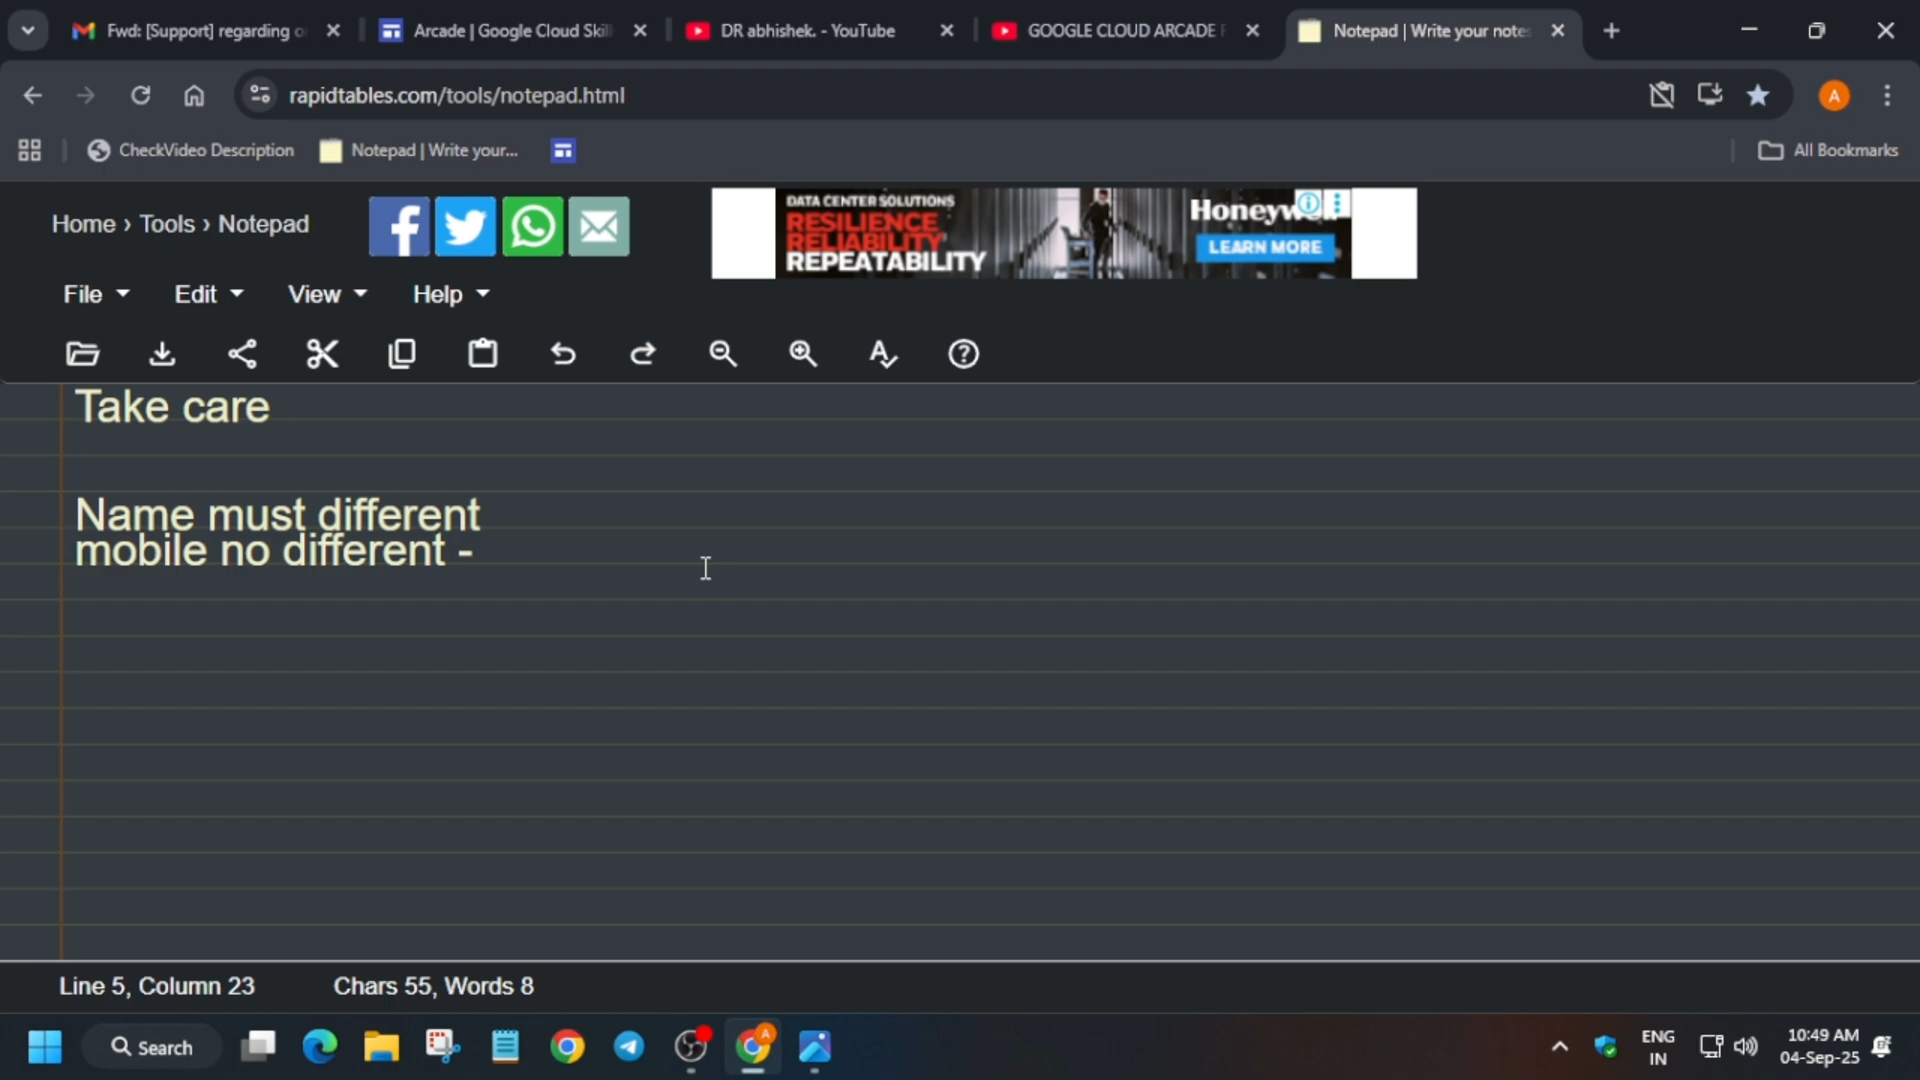 Fwd: [Support] regarding o
Arcade | Google Cloud Skil
DR abhishek. - YouTube
GOOGLE CLOUD ARCADE F
Notepad | Write your notes
rapidtables.com/tools/notepad.html
A
CheckVideo Description
Notepad | Write your...
All Bookmarks
Home › Tools › Notepad
DATA CENTER SOLUTIONS
RESILIENCE
RELIABILITY
REPEATABILITY
LEARN MORE
File
Edit
View
Help
Take care
Name must different
mobile no different -
Line 5, Column 23
Chars 55, Words 8
Search
A
ENG
IN
10:49 AM
04-Sep-25